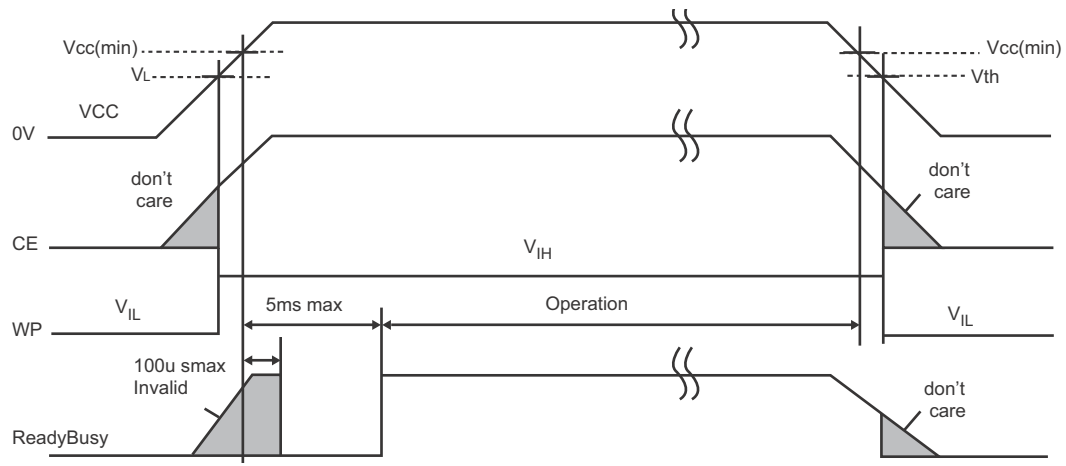 Vcc(min)
Vcc(min)
VL
Vth
VCC
0V
don't
care
don't
care
CE
VIH
5ms max
Operation
VIL
VIL
WP
100u smax
Invalid
don't
care
ReadyBusy